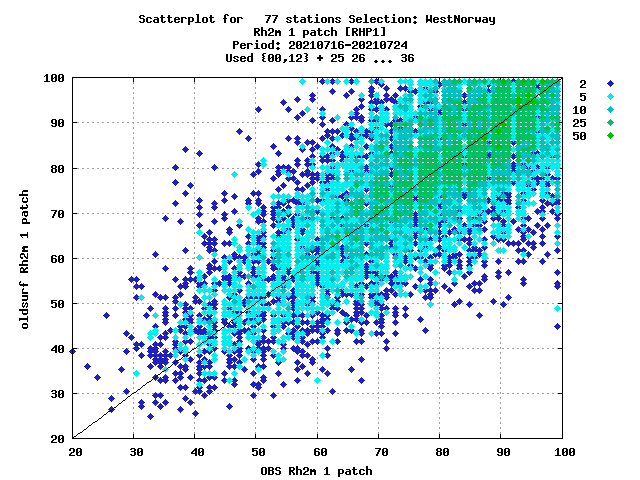 Scatterplot for 77 stations Selection: WestNorway
Rh2m 1 patch [RHP1]
Period: 20210716-20210724
Used {00,12} + 25 26 ... 36
100
90
80
70
60
50
40
30
20
oldsurf Rh2m 1 patch
20 30 40 50 60 70 80 90 100
OBS Rh2m 1 patch
2
5
10
25
50